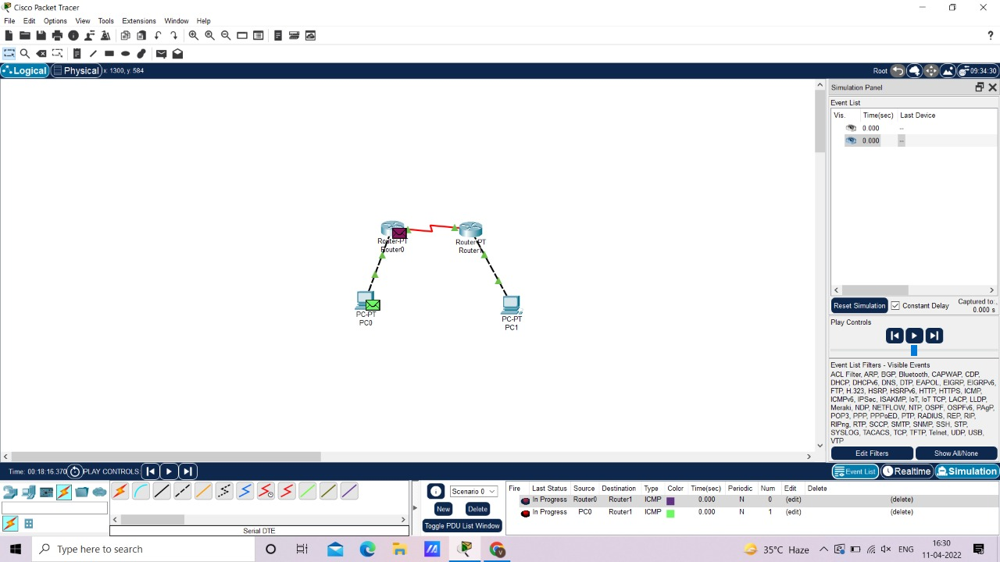 Cisco Packet Tracer
File Edit Options View Tools Extensions Window Help
?
Logical Physical x: 1300, y: 584
Root 09:34:30
Simulation Panel
Event List
Vis. Time(sec) Last Device
0.000 --
0.000 --
Router-PT
Router0
Router-PT
Router1
PC-PT
PC0
PC-PT
PC1
Reset Simulation Constant Delay Captured to:
0.000 s
Play Controls
Event List Filters - Visible Events
ACL Filter, ARP, BGP, Bluetooth, CAPWAP, CDP,
DHCP, DHCPv6, DNS, DTP, EAPOL, EIGRP, EIGRPv6,
FTP, H.323, HSRP, HSRPv6, HTTP, HTTPS, ICMP,
ICMPv6, IPSec, ISAKMP, IoT, IoT TCP, LACP, LLDP,
Meraki, NDP, NETFLOW, NTP, OSPF, OSPFv6, PAgP,
POP3, PPP, PPPoED, PTP, RADIUS, REP, RIP,
RIPng, RTP, SCCP, SMTP, SNMP, SSH, STP,
SYSLOG, TACACS, TCP, TFTP, Telnet, UDP, USB,
VTP
Edit Filters Show All/None
Time: 00:18:16.370 PLAY CONTROLS:
Event List Realtime Simulation
Serial DTE
Scenario 0
New Delete
Toggle PDU List Window
Fire Last Status Source Destination Type Color Time(sec) Periodic Num Edit Delete
In Progress Router0 Router1 ICMP 0.000 N 0 (edit) (delete)
In Progress PC0 Router1 ICMP 0.000 N 1 (edit) (delete)
Type here to search
35°C Haze
ENG
16:30
11-04-2022